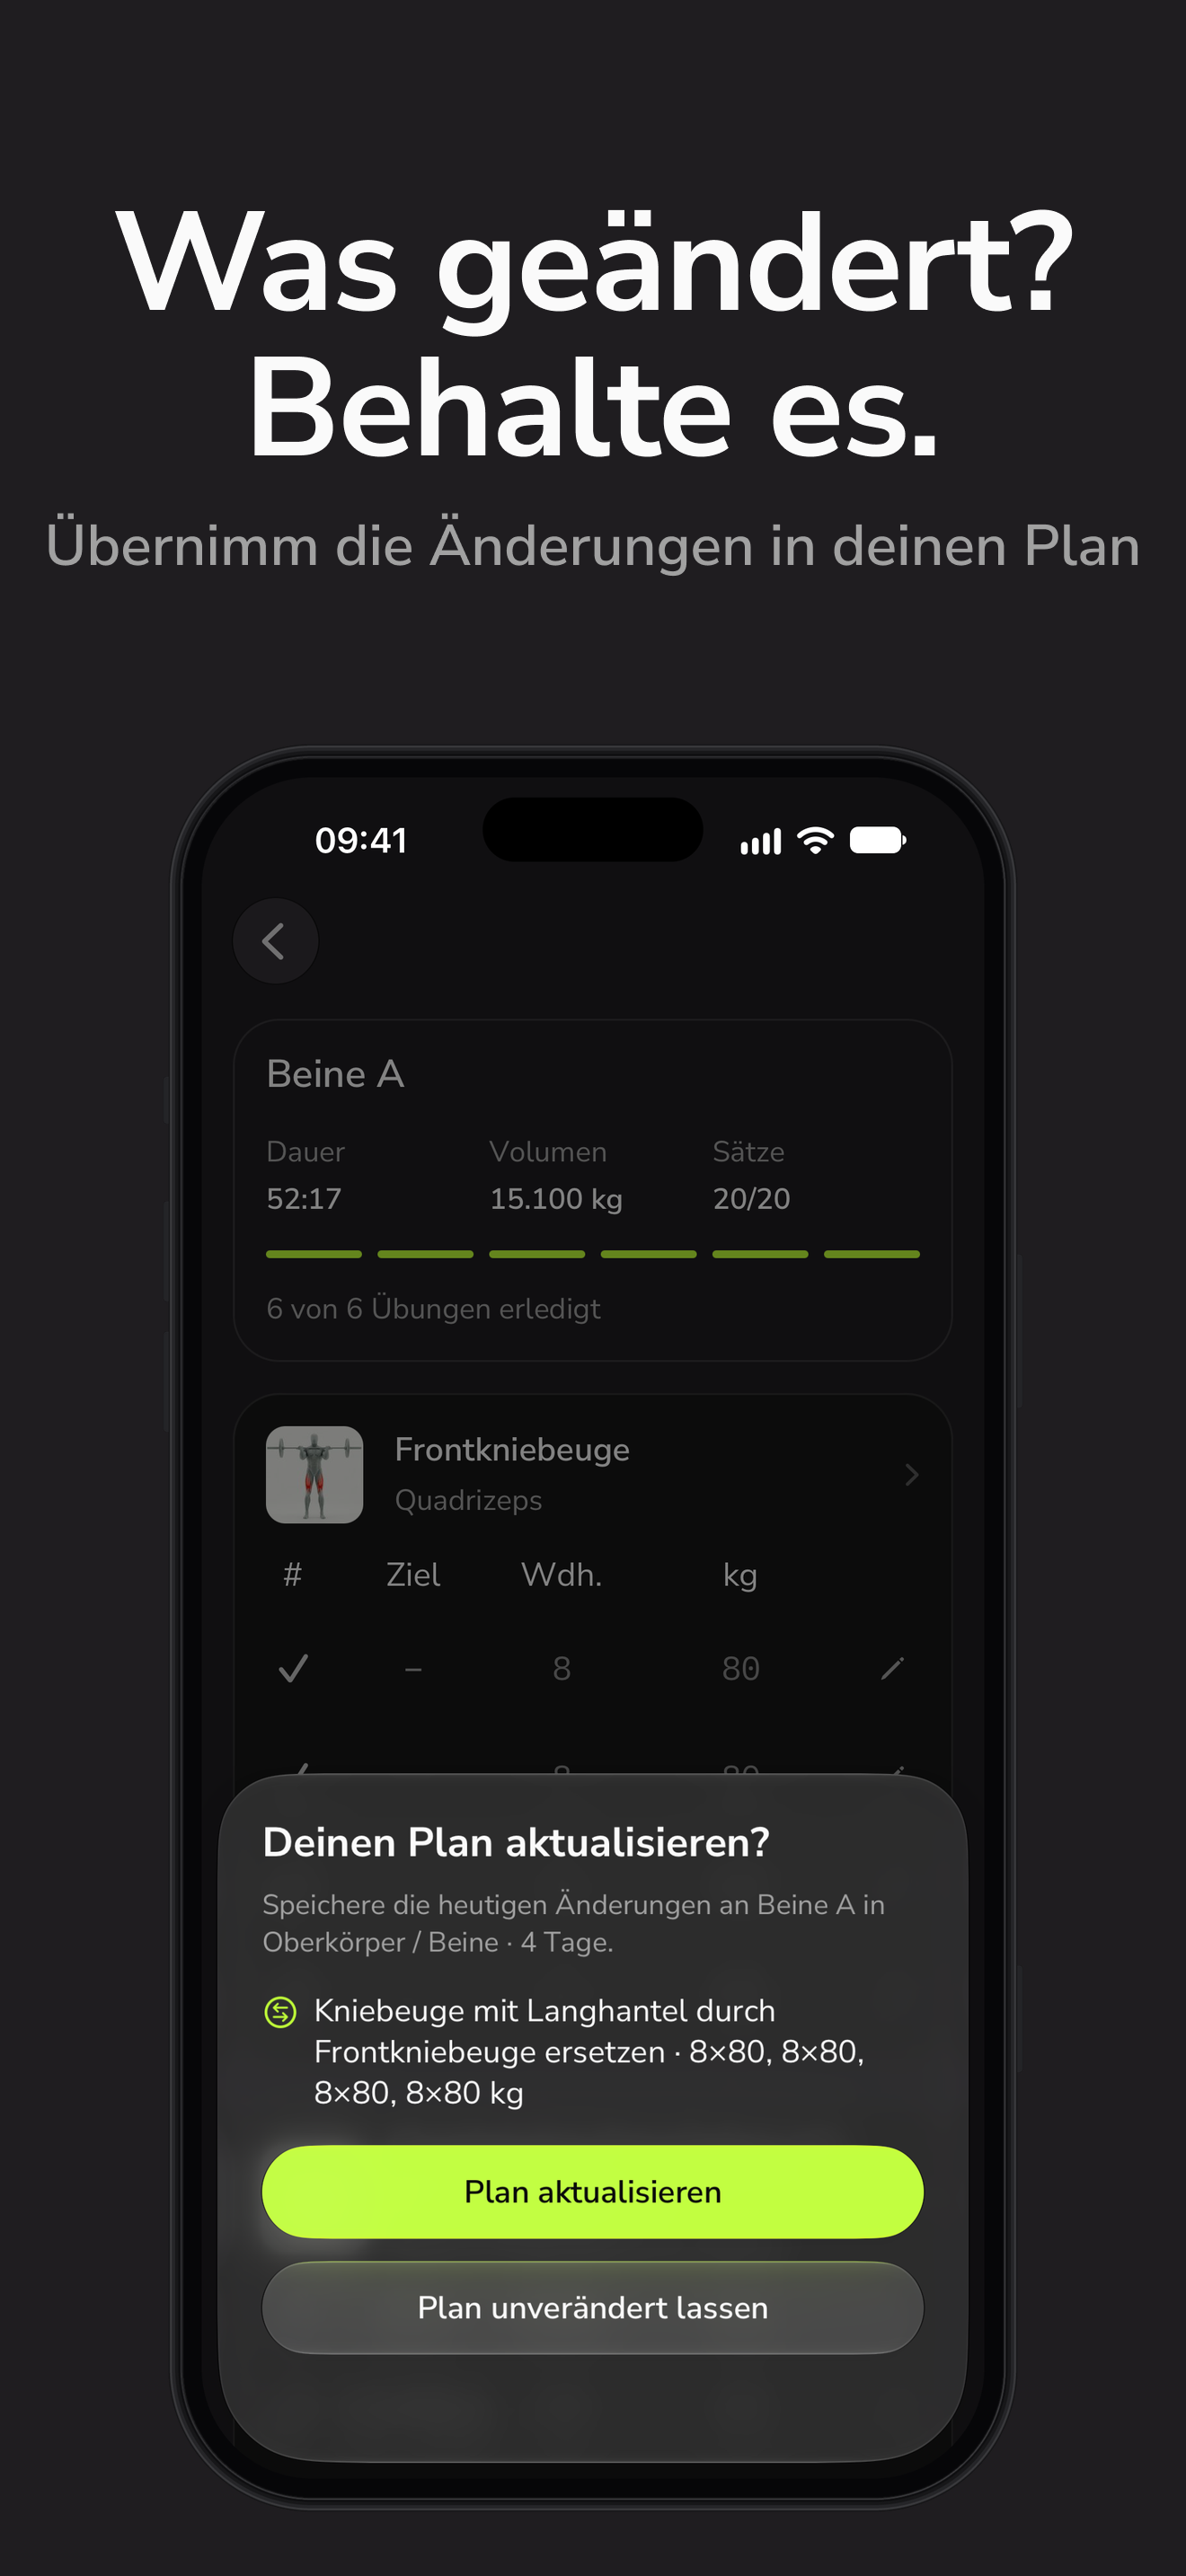 Was geändert?
Behalte es.
Übernimm die Änderungen in deinen Plan
09:41
Beine A
Dauer Volumen Sätze
52:17 15.100 kg 20/20
6 von 6 Übungen erledigt
Frontkniebeuge
Quadrizeps
# Ziel Wdh. kg
– 8 80
8 80
Deinen Plan aktualisieren?
Speichere die heutigen Änderungen an Beine A in
Oberkörper / Beine · 4 Tage.
Kniebeuge mit Langhantel durch
Frontkniebeuge ersetzen · 8×80, 8×80,
8×80, 8×80 kg
Plan aktualisieren
Plan unverändert lassen